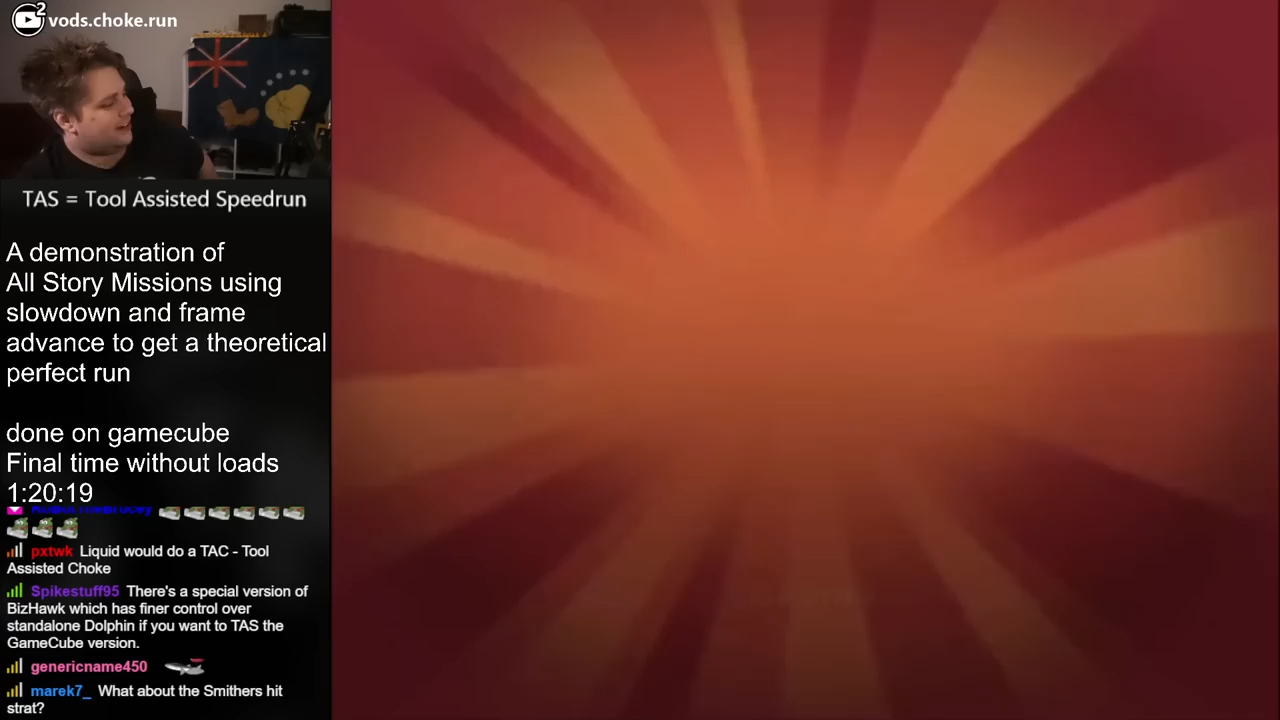 2
vods.choke.run
TAS = Tool Assisted Speedrun
A demonstration of
All Story Missions using
slowdown and frame
advance to get a theoretical
perfect run
done on gamecube
Final time without loads
1:20:19
pxtwk Liquid would do a TAC - Tool
Assisted Choke
Spikestuff95 There's a special version of
BizHawk which has finer control over
standalone Dolphin if you want to TAS the
GameCube version.
genericname450
marek7_ What about the Smithers hit
strat?